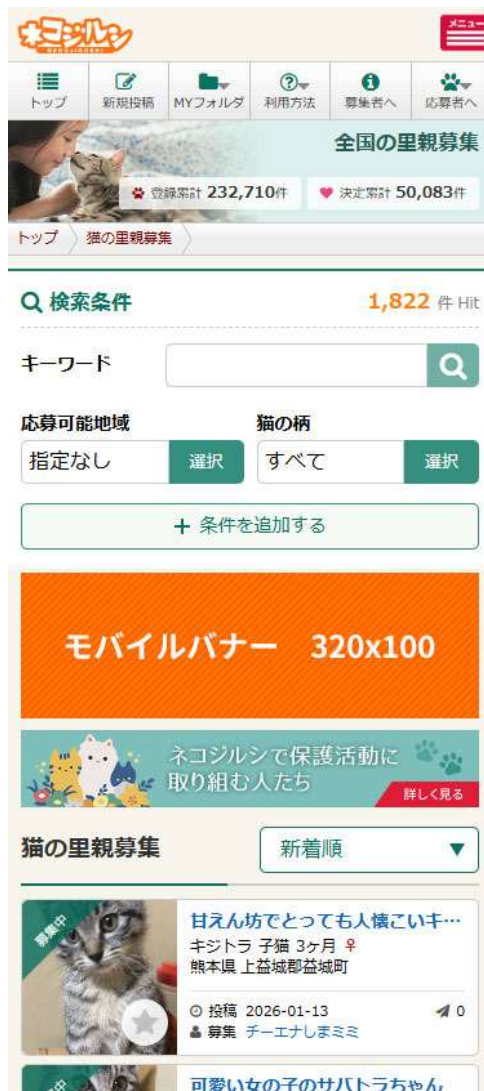 ネコジルシ
NEKOJIRUSHI
メニュー
トップ
新規投稿
MYフォルダ
利用方法
募集者へ
応募者へ
全国の里親募集
登録累計 232,710件
決定累計 50,083件
トップ
猫の里親募集
検索条件
1,822 件 Hit
キーワード
応募可能地域
猫の柄
指定なし
選択
すべて
選択
+ 条件を追加する
モバイルバナー 320x100
ネコジルシで保護活動に
取り組む人たち
詳しく見る
猫の里親募集
新着順
募集中
甘えん坊でとっても人懐こいキ…
キジトラ 子猫 3ヶ月 ♀
熊本県 上益城郡益城町
投稿 2026-01-13
0
募集 チーエナしまミミ
可愛い女の子のサバトラちゃん